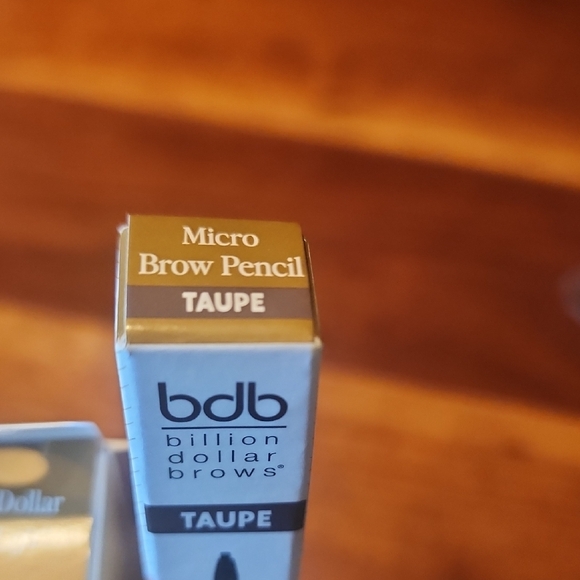 Micro
Brow Pencil
TAUPE
bdb
billion
dollar
brows®
TAUPE
Dollar